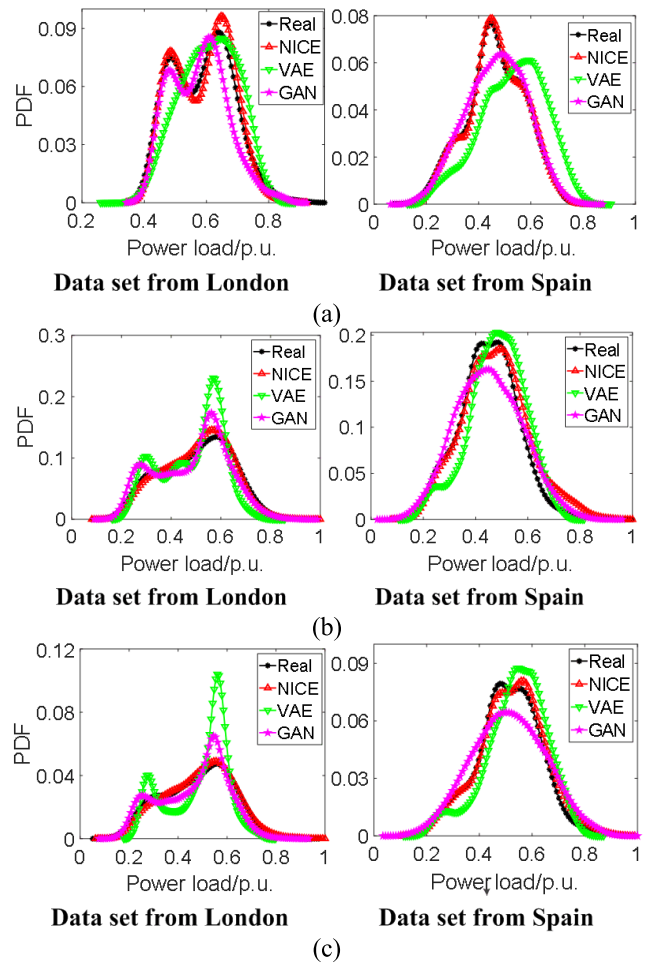 0.09
0.06
0.03
0
PDF
0 0.2 0.4 0.6 0.8
Power load/p.u.
Real
NICE
VAE
GAN
Data set from London
0.08
0.06
0.04
0.02
0
0 0.2 0.4 0.6 0.8 1
Power load/p.u.
Real
NICE
VAE
GAN
Data set from Spain
(a)
0.3
0.2
0.1
0
PDF
0 0.2 0.4 0.6 0.8 1
Power load/p.u.
Real
NICE
VAE
GAN
Data set from London
0.2
0.15
0.1
0.05
0
0 0.2 0.4 0.6 0.8 1
Power load/p.u.
Real
NICE
VAE
GAN
Data set from Spain
(b)
0.12
0.08
0.04
0
PDF
0 0.2 0.4 0.6 0.8 1
Power load/p.u.
Real
NICE
VAE
GAN
Data set from London
0.09
0.06
0.03
0
0 0.2 0.4 0.6 0.8 1
Power load/p.u.
Real
NICE
VAE
GAN
Data set from Spain
(c)